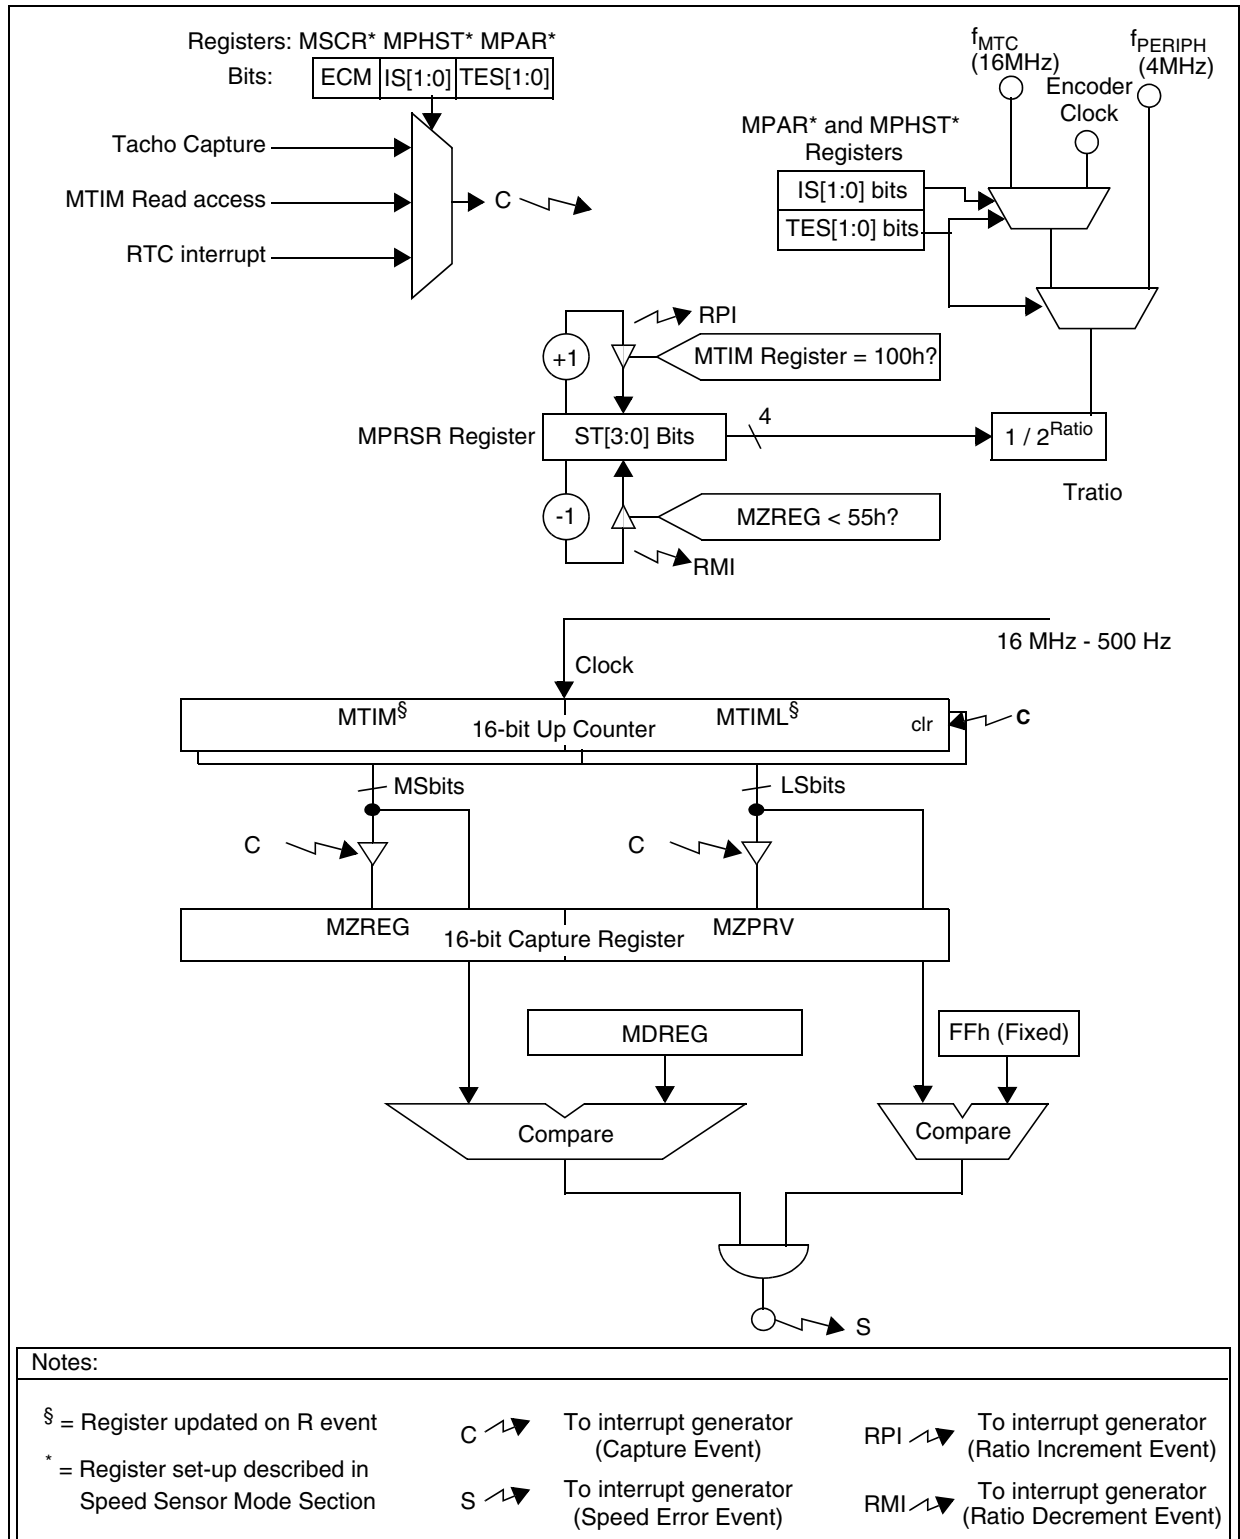 Registers: MSCR* MPHST* MPAR*
Bits:
ECM
IS[1:0]
TES[1:0]
Tacho Capture
MTIM Read access
RTC interrupt
C
fMTC
(16MHz)
fPERIPH
(4MHz)
Encoder
Clock
MPAR* and MPHST*
Registers
IS[1:0] bits
TES[1:0] bits
RPI
+1
MTIM Register = 100h?
MPRSR Register
ST[3:0] Bits
4
1 / 2Ratio
Tratio
-1
MZREG < 55h?
RMI
16 MHz - 500 Hz
Clock
MTIM§
MTIML§
16-bit Up Counter
clr
C
MSbits
LSbits
C
C
MZREG
MZPRV
16-bit Capture Register
MDREG
FFh (Fixed)
Compare
Compare
S
Notes:
§ = Register updated on R event
* = Register set-up described in
Speed Sensor Mode Section
C
To interrupt generator
(Capture Event)
S
To interrupt generator
(Speed Error Event)
RPI
To interrupt generator
(Ratio Increment Event)
RMI
To interrupt generator
(Ratio Decrement Event)